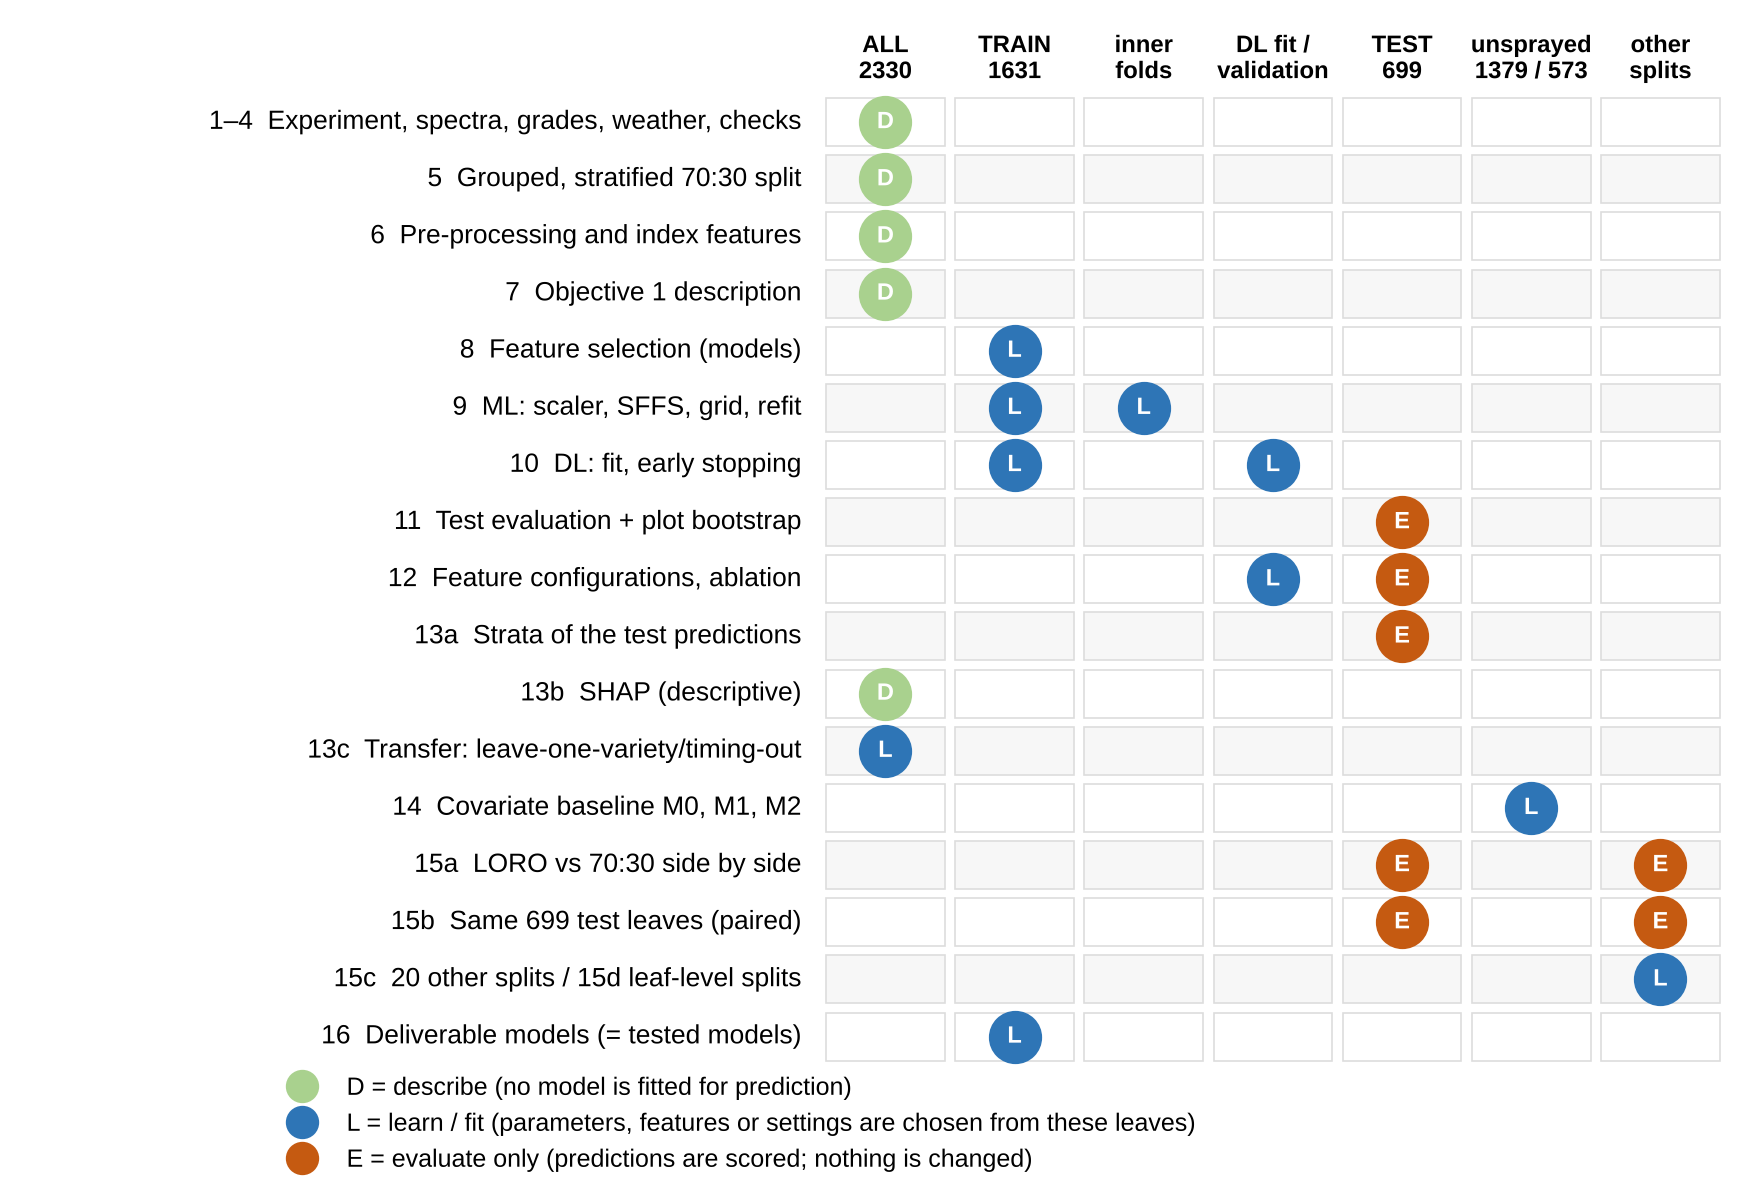 ALL TRAIN inner DL fit / TEST unsprayed other
2330 1631 folds validation 699 1379 / 573 splits
1–4 Experiment, spectra, grades, weather, checks D
5 Grouped, stratified 70:30 split D
6 Pre-processing and index features D
7 Objective 1 description D
8 Feature selection (models) L
9 ML: scaler, SFFS, grid, refit L L
10 DL: fit, early stopping L L
11 Test evaluation + plot bootstrap E
12 Feature configurations, ablation L E
13a Strata of the test predictions E
13b SHAP (descriptive) D
13c Transfer: leave-one-variety/timing-out L
14 Covariate baseline M0, M1, M2 L
15a LORO vs 70:30 side by side E E
15b Same 699 test leaves (paired) E E
15c 20 other splits / 15d leaf-level splits L
16 Deliverable models (= tested models) L
D = describe (no model is fitted for prediction)
L = learn / fit (parameters, features or settings are chosen from these leaves)
E = evaluate only (predictions are scored; nothing is changed)